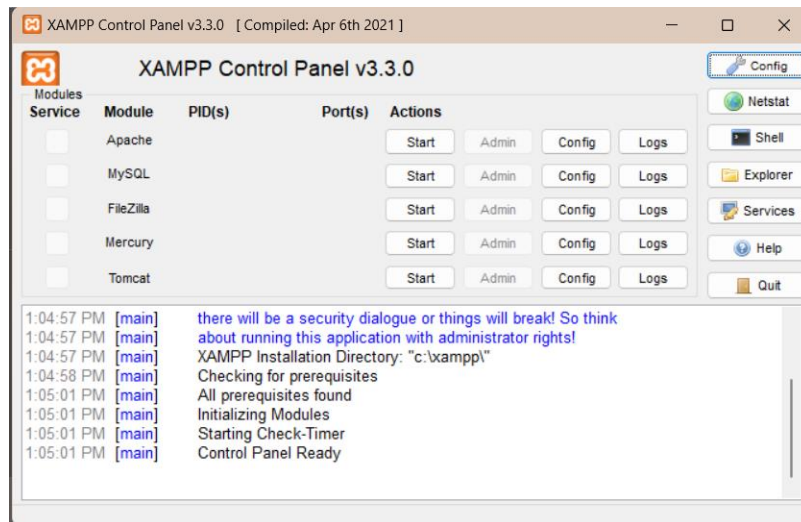 XAMPP Control Panel v3.3.0 [ Compiled: Apr 6th 2021 ]
XAMPP Control Panel v3.3.0
Config
Modules
Service Module PID(s) Port(s) Actions
Netstat
Apache Start Admin Config Logs
Shell
MySQL Start Admin Config Logs
Explorer
FileZilla Start Admin Config Logs
Services
Mercury Start Admin Config Logs
Help
Tomcat Start Admin Config Logs
Quit
1:04:57 PM [main] there will be a security dialogue or things will break! So think
1:04:57 PM [main] about running this application with administrator rights!
1:04:57 PM [main] XAMPP Installation Directory: "c:\xampp\"
1:04:58 PM [main] Checking for prerequisites
1:05:01 PM [main] All prerequisites found
1:05:01 PM [main] Initializing Modules
1:05:01 PM [main] Starting Check-Timer
1:05:01 PM [main] Control Panel Ready